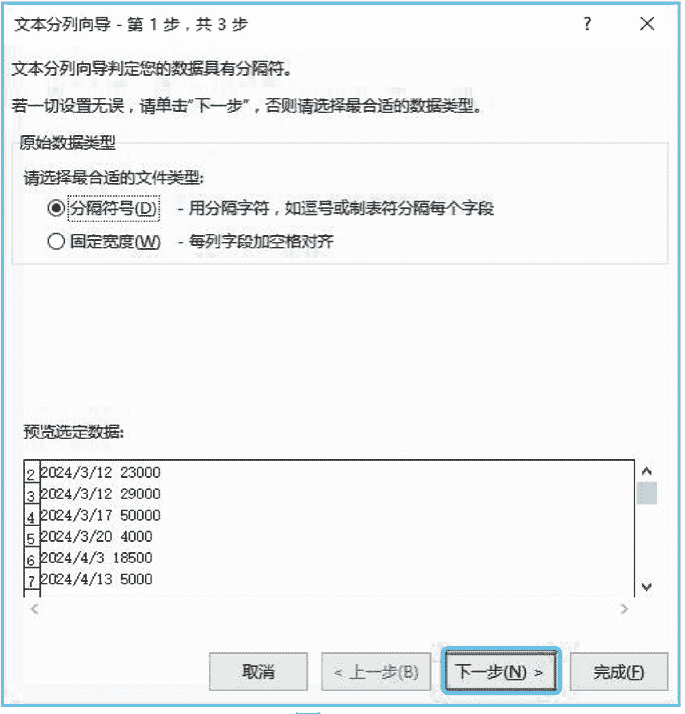 文本分列向导 - 第 1 步，共 3 步 ?
文本分列向导判定您的数据具有分隔符。
若一切设置无误，请单击“下一步”，否则请选择最合适的数据类型。
原始数据类型
请选择最合适的文件类型:
分隔符号(D) - 用分隔字符，如逗号或制表符分隔每个字段
固定宽度(W) - 每列字段加空格对齐
预览选定数据:
2 2024/3/12 23000
3 2024/3/12 29000
4 2024/3/17 50000
5 2024/3/20 4000
6 2024/4/3 18500
7 2024/4/13 5000
取消 < 上一步(B) 下一步(N) > 完成(F)